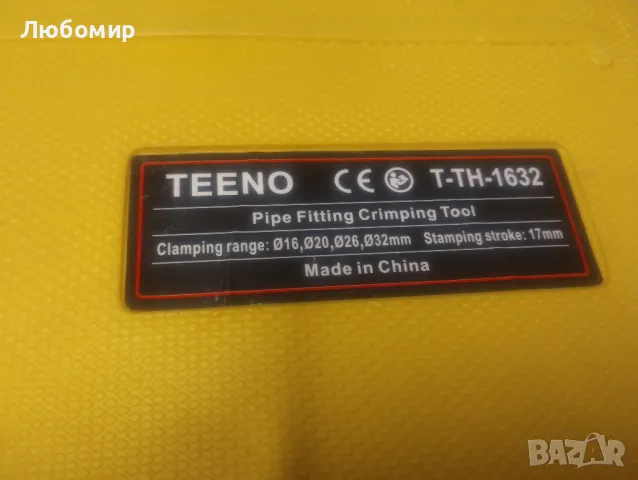 Любомир
TEENO CE T-TH-1632
Pipe Fitting Crimping Tool
Clamping range: Ø16,Ø20,Ø26,Ø32mm Stamping stroke: 17mm
Made in China
BAZAR